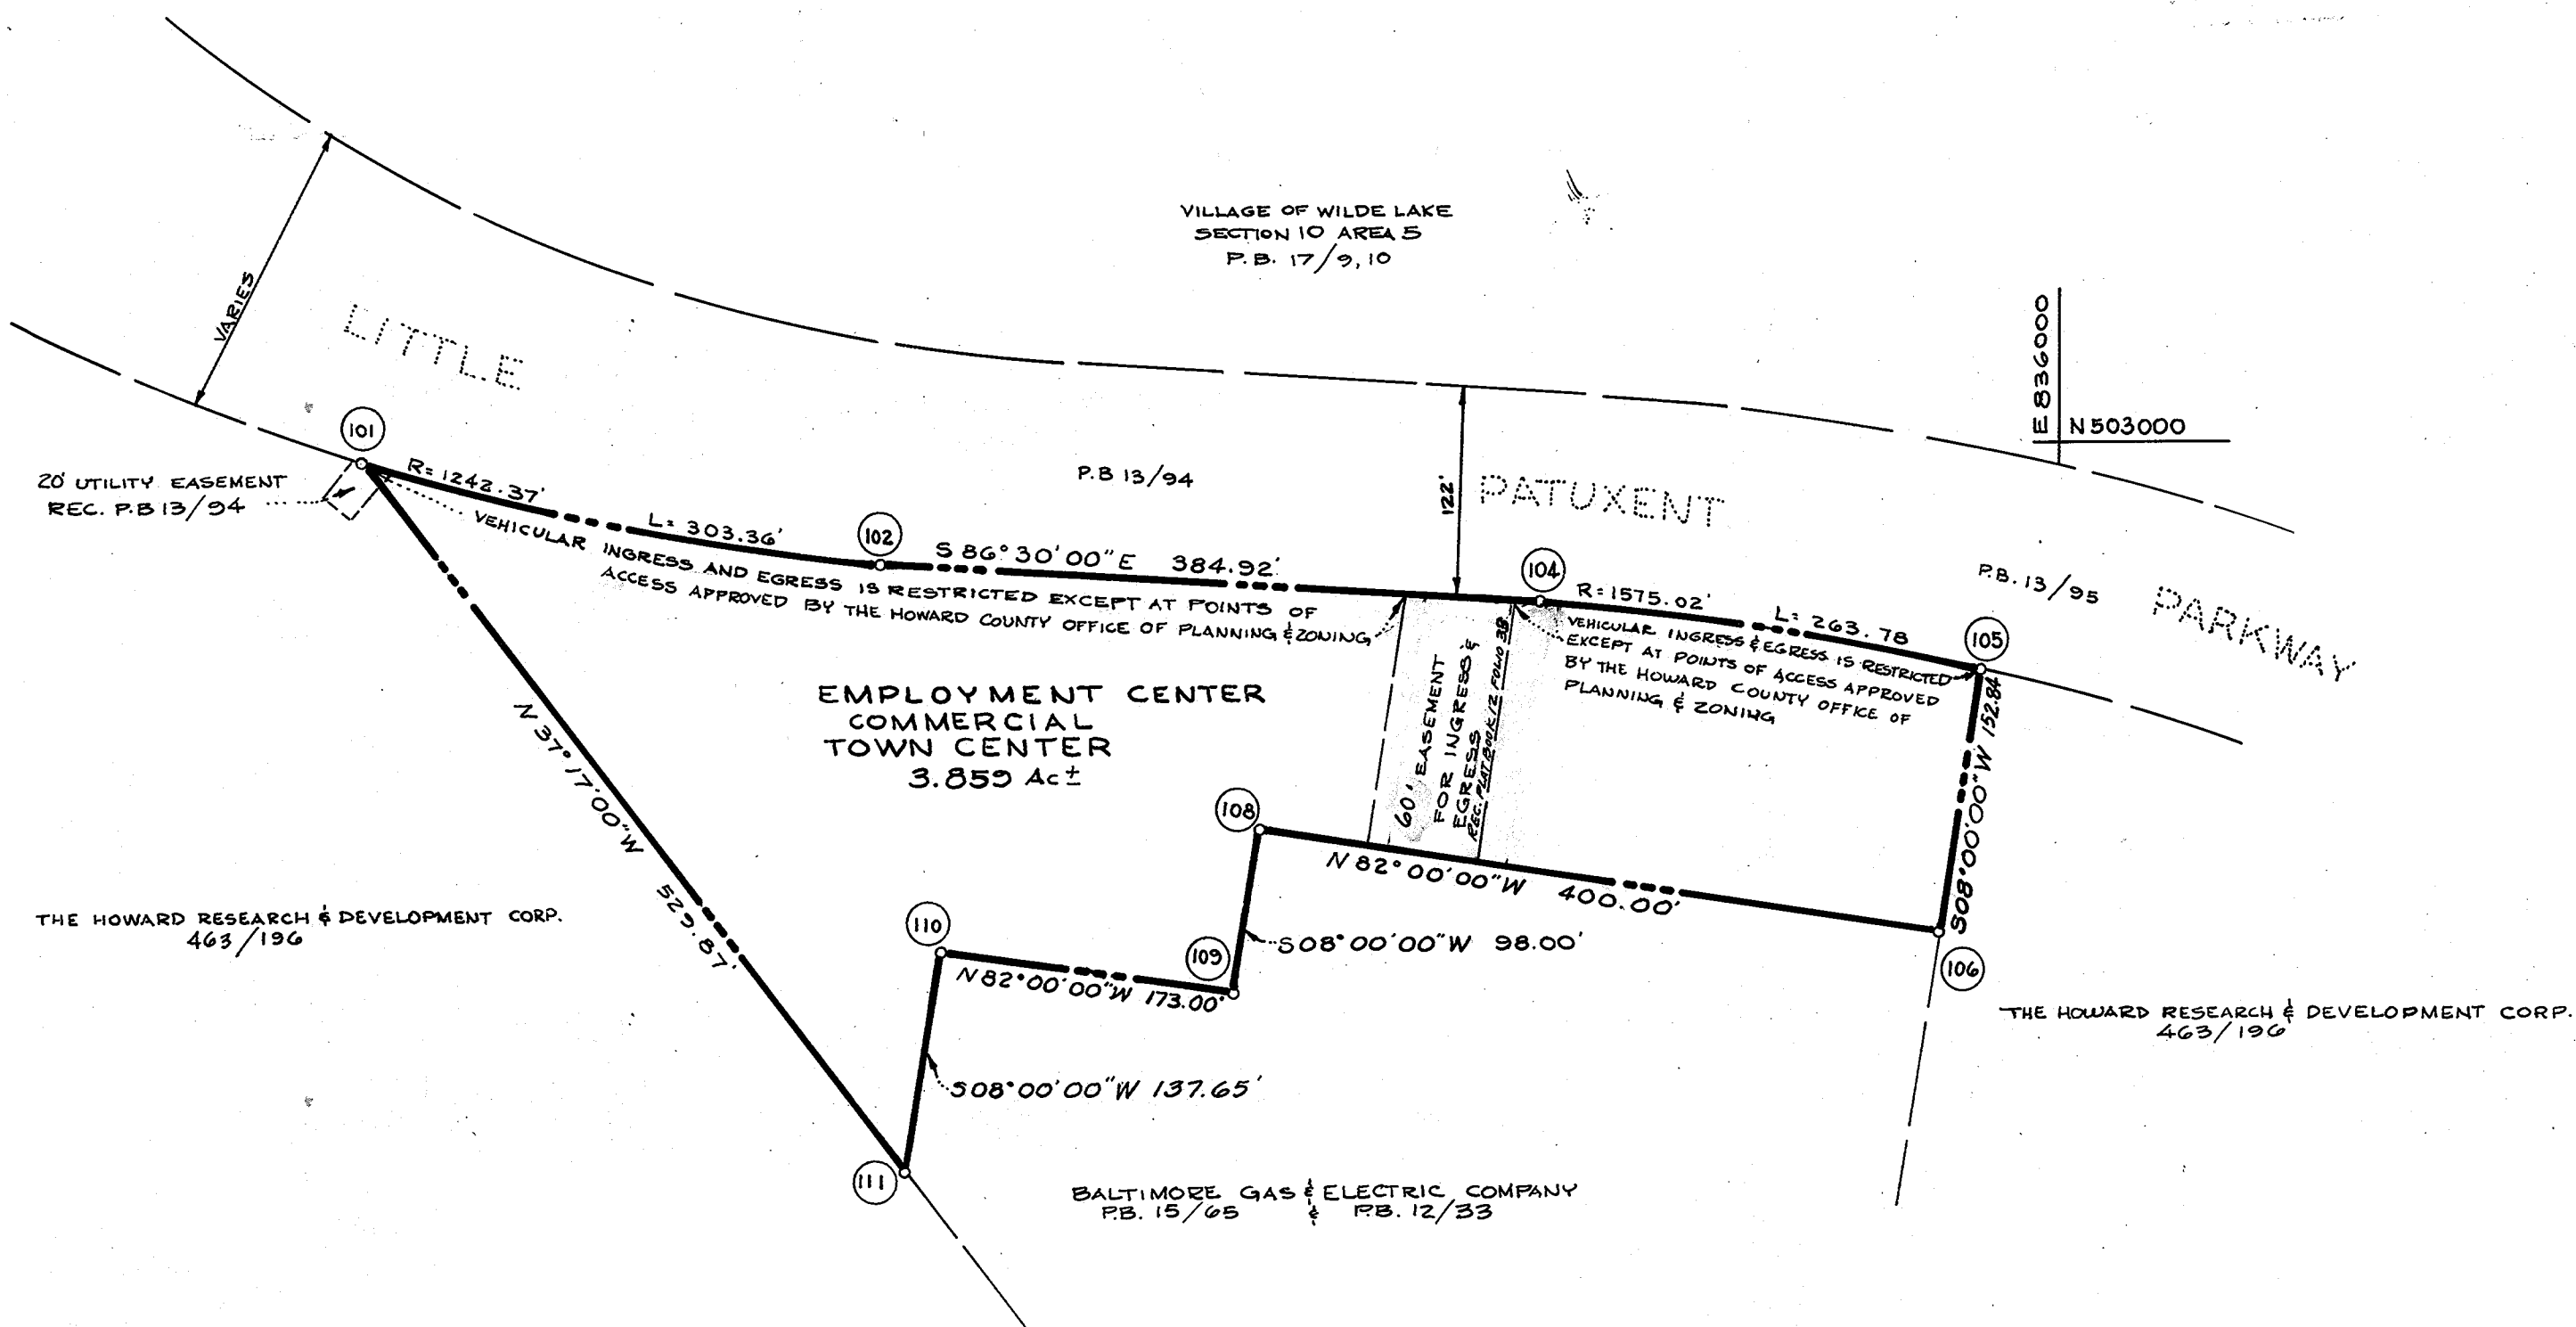 VILLAGE OF WILDE LAKE
SECTION 10 AREA 5
P.B. 17/9,10
VARIES
LITTLE
PATUXENT
PARKWAY
E 836000
N 503000
101
20' UTILITY EASEMENT
REC. P.B 13/94
R=1242.37'
L= 303.36'
102
P.B 13/94
S 86°30'00"E 384.92'
122'
104
R=1575.02'
L= 263.78
105
P.B. 13/95
VEHICULAR INGRESS AND EGRESS IS RESTRICTED EXCEPT AT POINTS OF
ACCESS APPROVED BY THE HOWARD COUNTY OFFICE OF PLANNING & ZONING
VEHICULAR INGRESS & EGRESS IS RESTRICTED
EXCEPT AT POINTS OF ACCESS APPROVED
BY THE HOWARD COUNTY OFFICE OF
PLANNING & ZONING
60' EASEMENT
FOR INGRESS &
EGRESS
REC. PLAT BOOK 12 FOLIO 33
S08°00'00"W 152.84
EMPLOYMENT CENTER
COMMERCIAL
TOWN CENTER
3.859 Ac±
N 37°17'00"W 529.87'
108
N 82°00'00"W 400.00'
106
S08°00'00"W 98.00'
109
110
N82°00'00"W 173.00'
S08°00'00"W 137.65'
111
THE HOWARD RESEARCH & DEVELOPMENT CORP.
463/196
THE HOWARD RESEARCH & DEVELOPMENT CORP.
463/196
BALTIMORE GAS & ELECTRIC COMPANY
P.B. 15/65 & P.B. 12/33